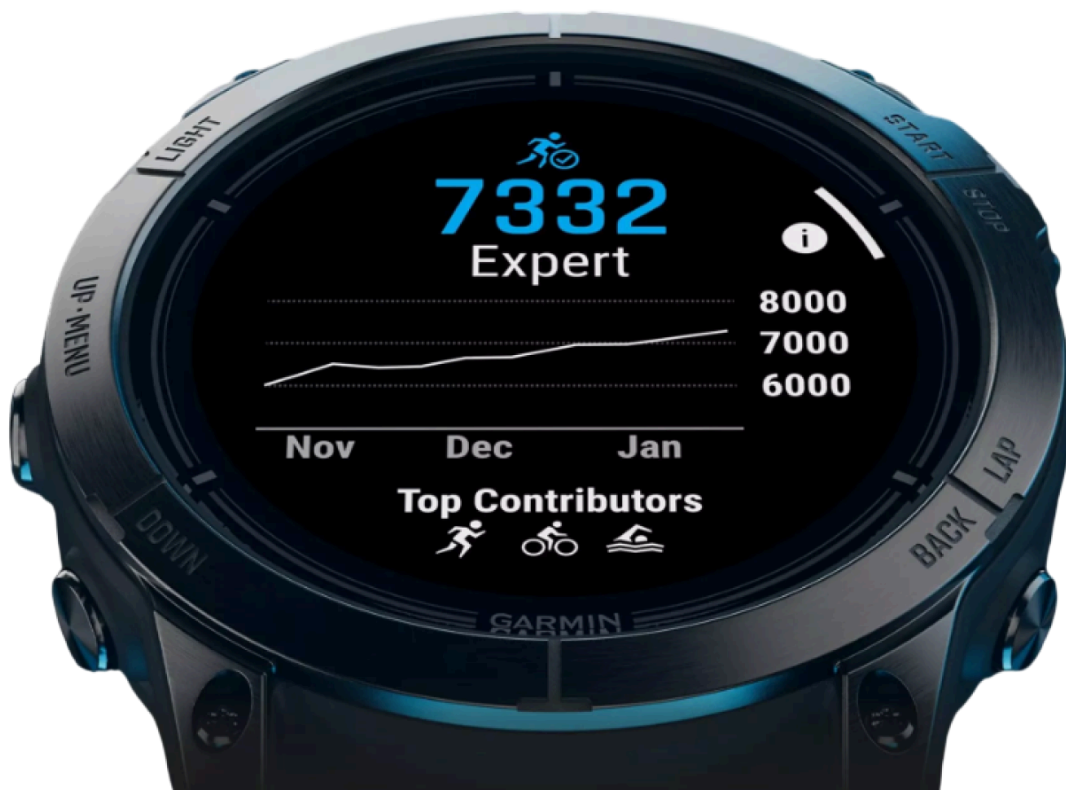 LIGHT
START
STOP
UP·MENU
7332
Expert
i
8000
7000
6000
Nov
Dec
Jan
Top Contributors
DOWN
LAP
BACK
GARMIN